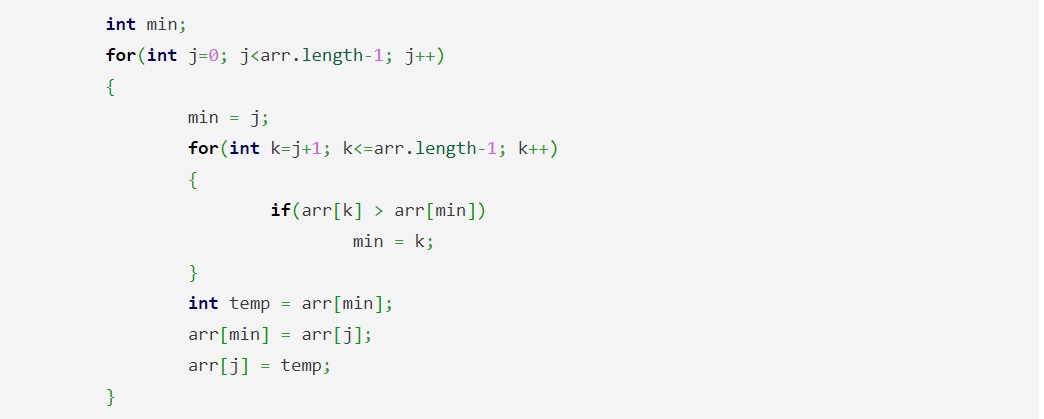 int min;
for(int j=0; j<arr.length-1; j++)
{
min = j;
for(int k=j+1; k<=arr.length-1; k++)
{
if(arr[k] > arr[min])
min = k;
}
int temp = arr[min];
arr[min] = arr[j];
arr[j] = temp;
}